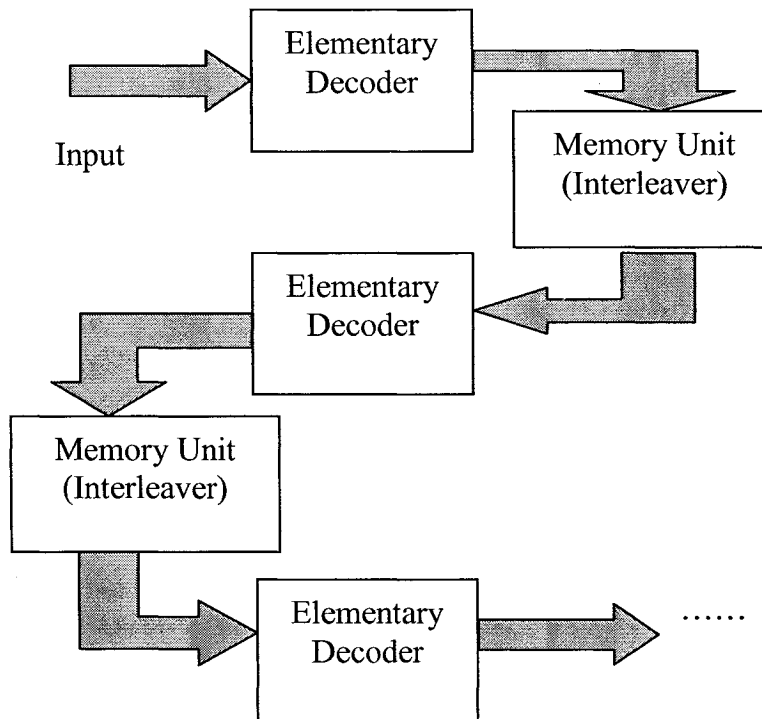 Elementary
Decoder
Input
Memory Unit
(Interleaver)
Elementary
Decoder
Memory Unit
(Interleaver)
Elementary
Decoder
......